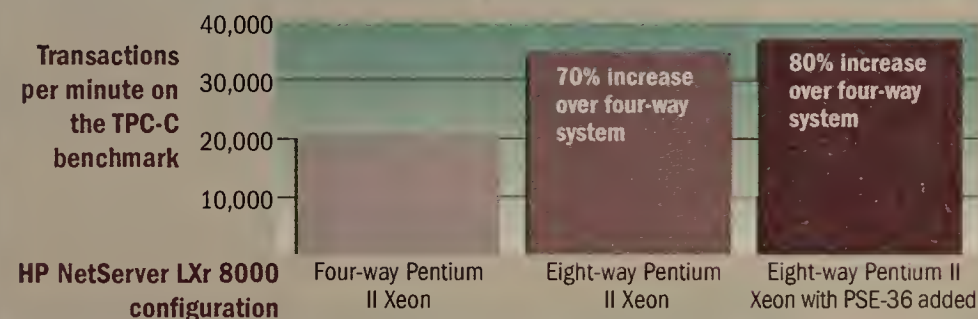 Transactions
per minute on
the TPC-C
benchmark
40,000
30,000
20,000
10,000
70% increase
over four-way
system
80% increase
over four-way
system
HP NetServer LXr 8000
configuration
Four-way Pentium
II Xeon
Eight-way Pentium
II Xeon
Eight-way Pentium II
Xeon with PSE-36 added